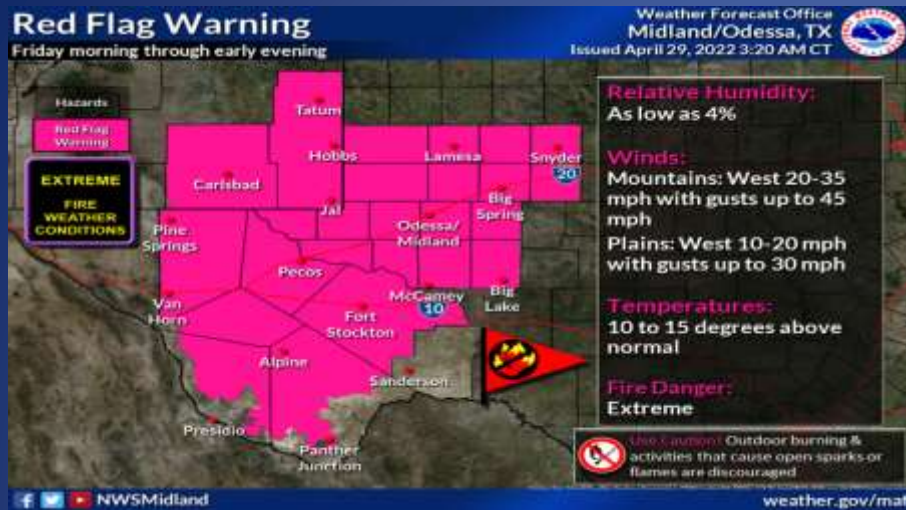 Red Flag Warning
Friday morning through early evening
Weather Forecast Office
Midland/Odessa, TX
Issued April 29, 2022 3:20 AM CT
Hazards
Red Flag
Warning
EXTREME
FIRE
WEATHER
CONDITIONS
Tatum
Hobbs
Lamesa
Snyder
20
Carlsbad
Jal
Big
Spring
Pine
Springs
Odessa/
Midland
Pecos
Van
Horn
McCamey
10
Big
Lake
Fort
Stockton
Alpine
Sanderson
Presidio
Panther
Junction
Relative Humidity:
As low as 4%
Winds:
Mountains: West 20-35
mph with gusts up to 45
mph
Plains: West 10-20 mph
with gusts up to 30 mph
Temperatures:
10 to 15 degrees above
normal
Fire Danger:
Extreme
Use Caution! Outdoor burning &
activities that cause open sparks or
flames are discouraged
NWSMidland
weather.gov/maf